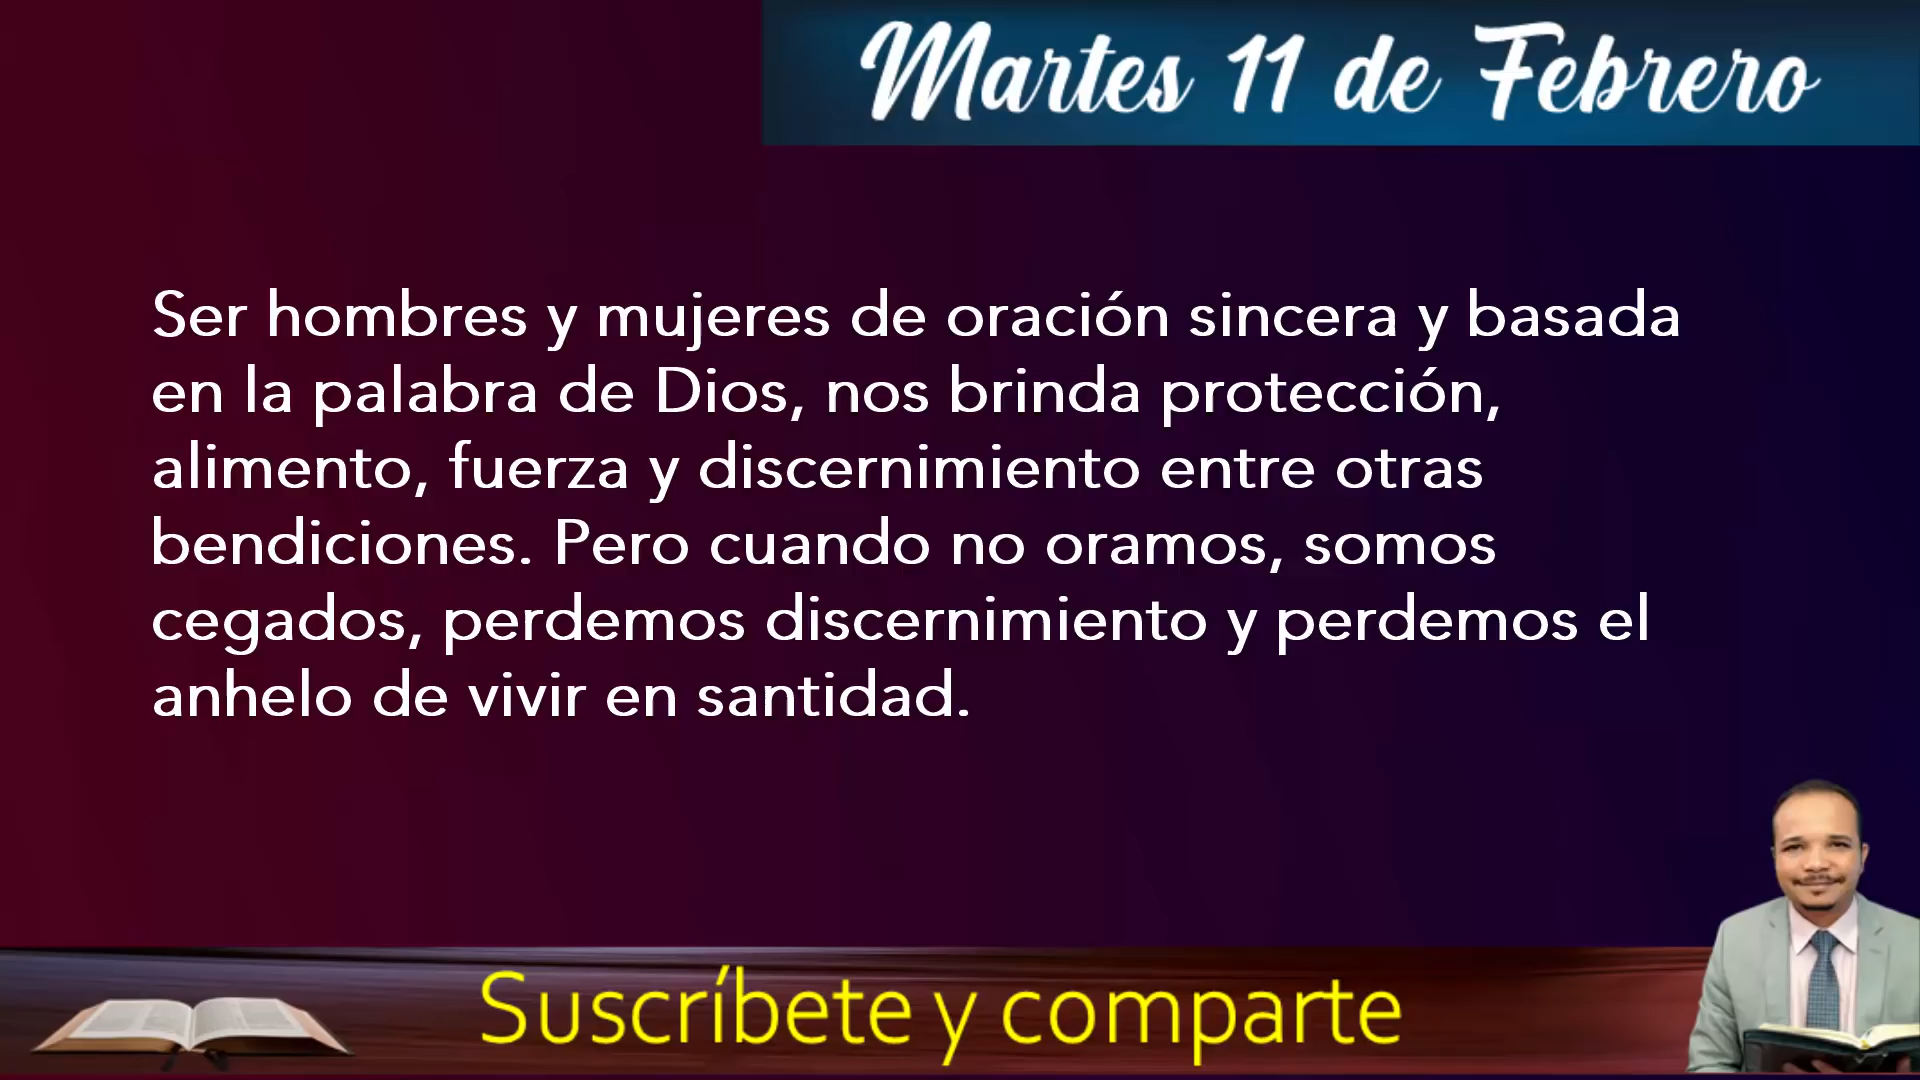 Martes 11 de Febrero
Ser hombres y mujeres de oración sincera y basada
en la palabra de Dios, nos brinda protección,
alimento, fuerza y discernimiento entre otras
bendiciones. Pero cuando no oramos, somos
cegados, perdemos discernimiento y perdemos el
anhelo de vivir en santidad.
Suscríbete y comparte